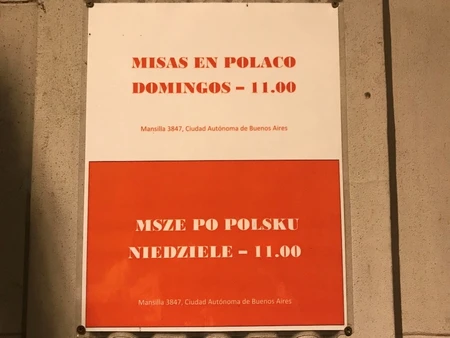 MISAS EN POLACO
DOMINGOS – 11.00
Mansilla 3847, Ciudad Autónoma de Buenos Aires
MSZE PO POLSKU
NIEDZIELE – 11.00
Mansilla 3847, Ciudad Autónoma de Buenos Aires